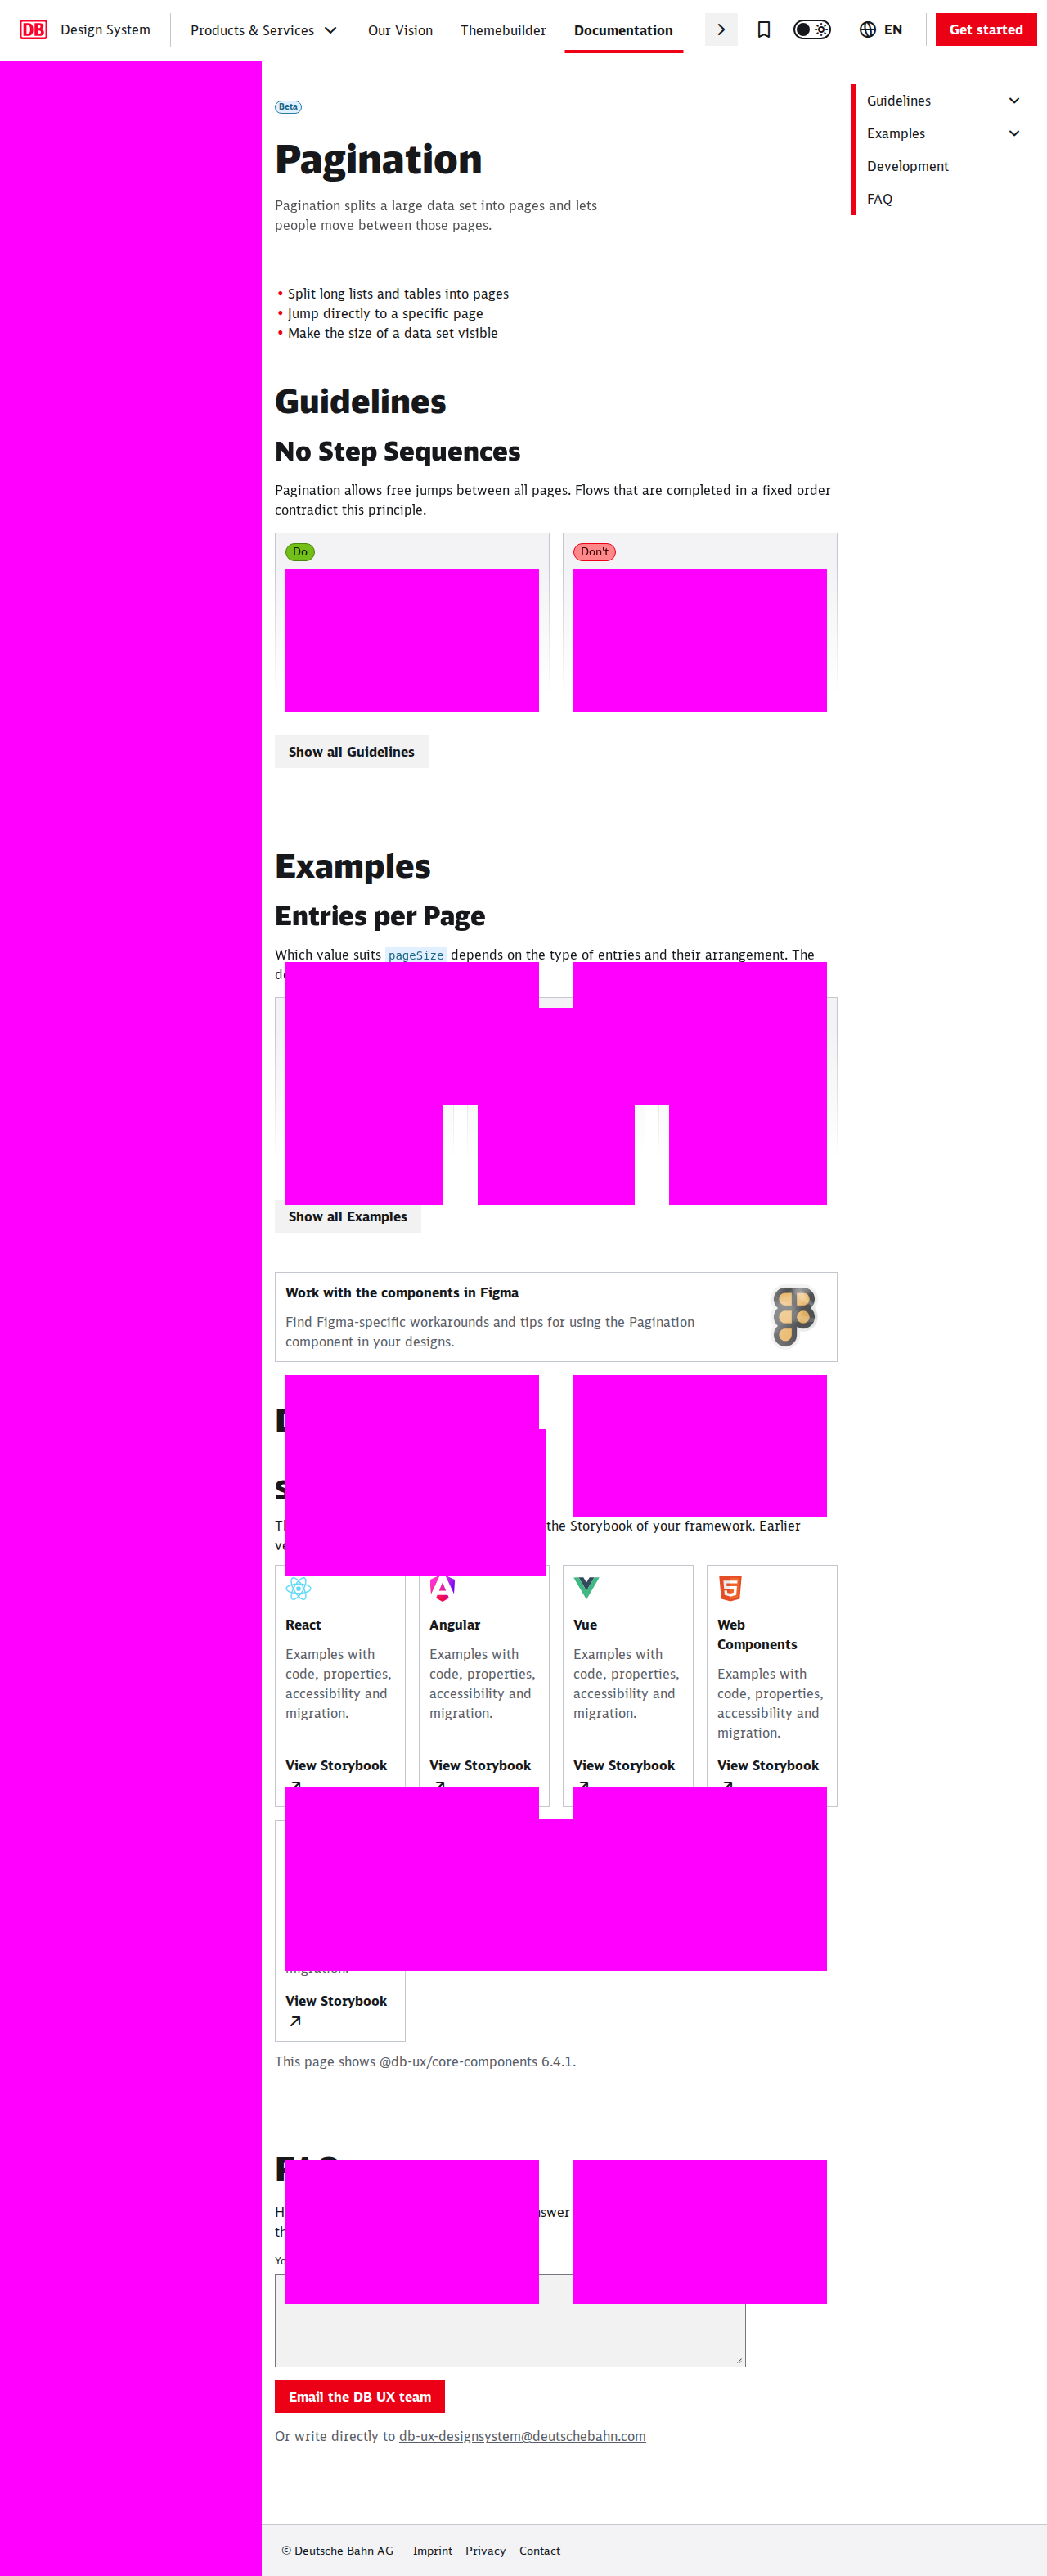 DB Design System Products & Services Our Vision Themebuilder Documentation EN Get started
Guidelines
Examples
Development
FAQ
Beta
Pagination
Pagination splits a large data set into pages and lets
people move between those pages.
• Split long lists and tables into pages
• Jump directly to a specific page
• Make the size of a data set visible
Guidelines
No Step Sequences
Pagination allows free jumps between all pages. Flows that are completed in a fixed order
contradict this principle.
Do
Don't
Show all Guidelines
Examples
Entries per Page
Which value suits pageSize depends on the type of entries and their arrangement. The
Show all Examples
Work with the components in Figma
Find Figma-specific workarounds and tips for using the Pagination
component in your designs.
the Storybook of your framework. Earlier
React
Examples with
code, properties,
accessibility and
migration.
View Storybook
Angular
Examples with
code, properties,
accessibility and
migration.
View Storybook
Vue
Examples with
code, properties,
accessibility and
migration.
View Storybook
Web
Components
Examples with
code, properties,
accessibility and
migration.
View Storybook
View Storybook
This page shows @db-ux/core-components 6.4.1.
Email the DB UX team
Or write directly to db-ux-designsystem@deutschebahn.com
© Deutsche Bahn AG Imprint Privacy Contact